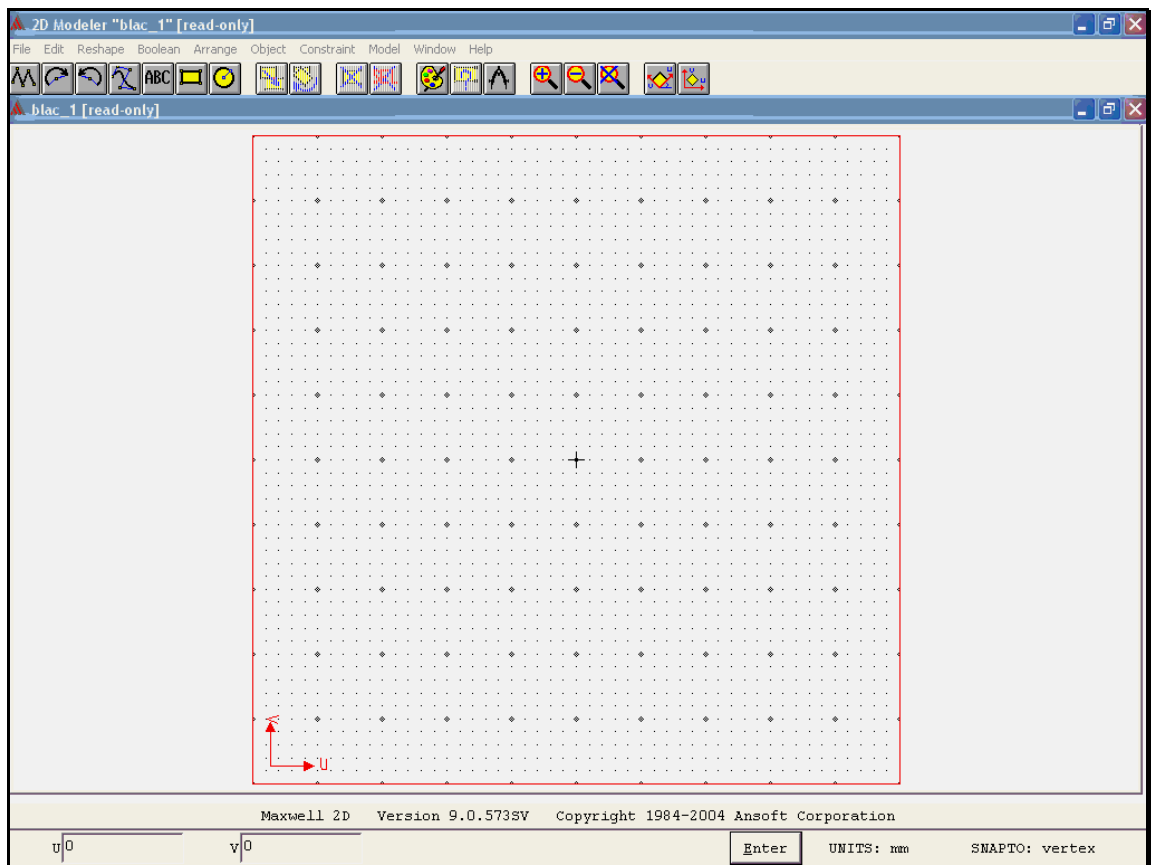 2D Modeler "blac_1" [read-only]
File Edit Reshape Boolean Arrange Object Constraint Model Window Help
ABC
blac_1 [read-only]
V
U
Maxwell 2D Version 9.0.573SV Copyright 1984-2004 Ansoft Corporation
U 0 V 0 Enter UNITS: mm SNAPTO: vertex